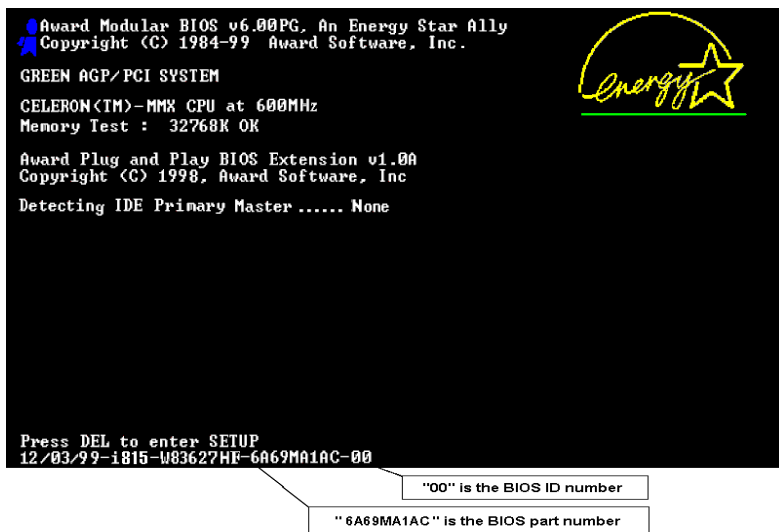 Award Modular BIOS v6.00PG, An Energy Star Ally
Copyright (C) 1984-99 Award Software, Inc.
energy
GREEN AGP/PCI SYSTEM
CELERON(TM)-MMX CPU at 600MHz
Memory Test : 32768K OK
Award Plug and Play BIOS Extension v1.0A
Copyright (C) 1998, Award Software, Inc
Detecting IDE Primary Master ...... None
Press DEL to enter SETUP
12/03/99-i815-W83627HF-6A69MA1AC-00
"00" is the BIOS ID number
"6A69MA1AC" is the BIOS part number